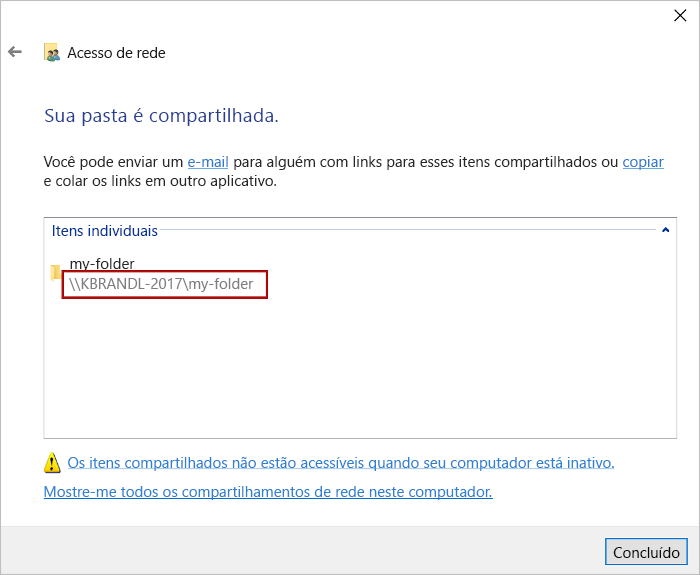 Acesso de rede
Sua pasta é compartilhada.
Você pode enviar um e-mail para alguém com links para esses itens compartilhados ou copiar
e colar os links em outro aplicativo.
Itens individuais
my-folder
\\KBRANDL-2017\my-folder
Os itens compartilhados não estão acessíveis quando seu computador está inativo.
Mostre-me todos os compartilhamentos de rede neste computador.
Concluído